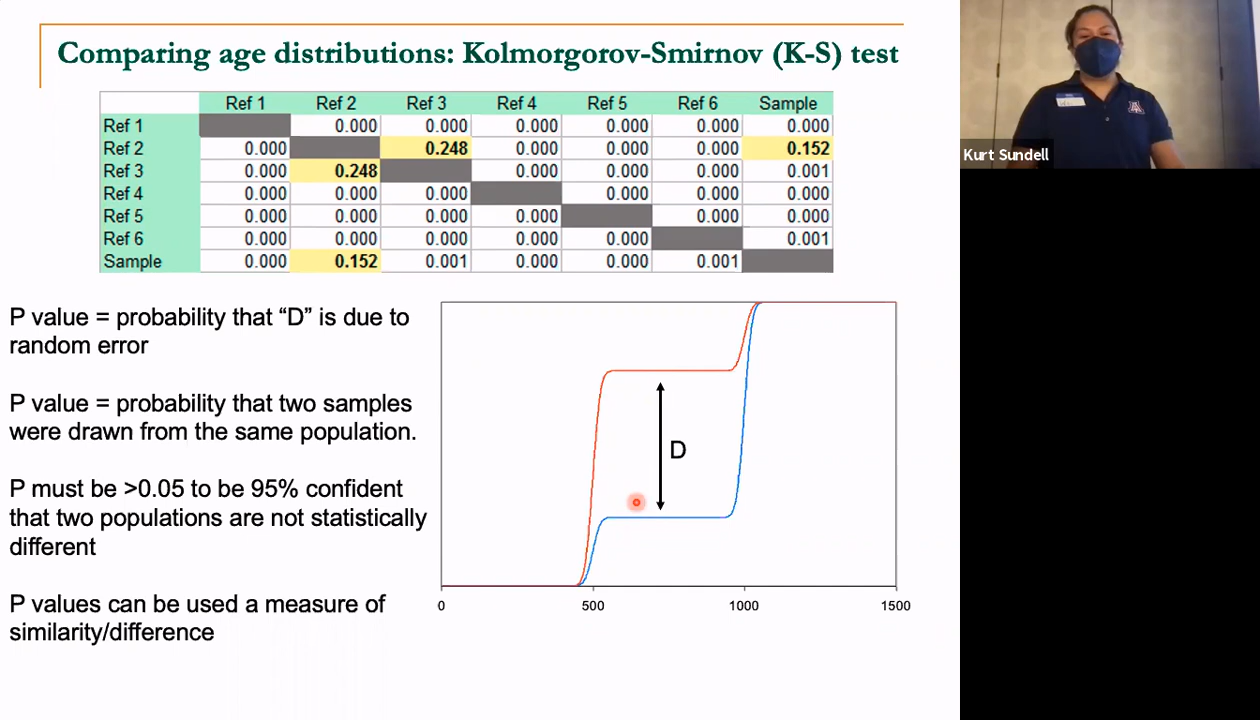 Comparing age distributions: Kolmorgorov-Smirnov (K-S) test
Ref 1 Ref 2 Ref 3 Ref 4 Ref 5 Ref 6 Sample
Ref 1 0.000 0.000 0.000 0.000 0.000 0.000
Ref 2 0.000 0.248 0.000 0.000 0.000 0.152
Ref 3 0.000 0.248 0.000 0.000 0.000 0.001
Ref 4 0.000 0.000 0.000 0.000 0.000 0.000
Ref 5 0.000 0.000 0.000 0.000 0.000 0.000
Ref 6 0.000 0.000 0.000 0.000 0.000 0.001
Sample 0.000 0.152 0.001 0.000 0.000 0.001
P value = probability that “D” is due to
random error
P value = probability that two samples
were drawn from the same population.
P must be >0.05 to be 95% confident
that two populations are not statistically
different
P values can be used a measure of
similarity/difference
D
0 500 1000 1500
Kurt Sundell
A